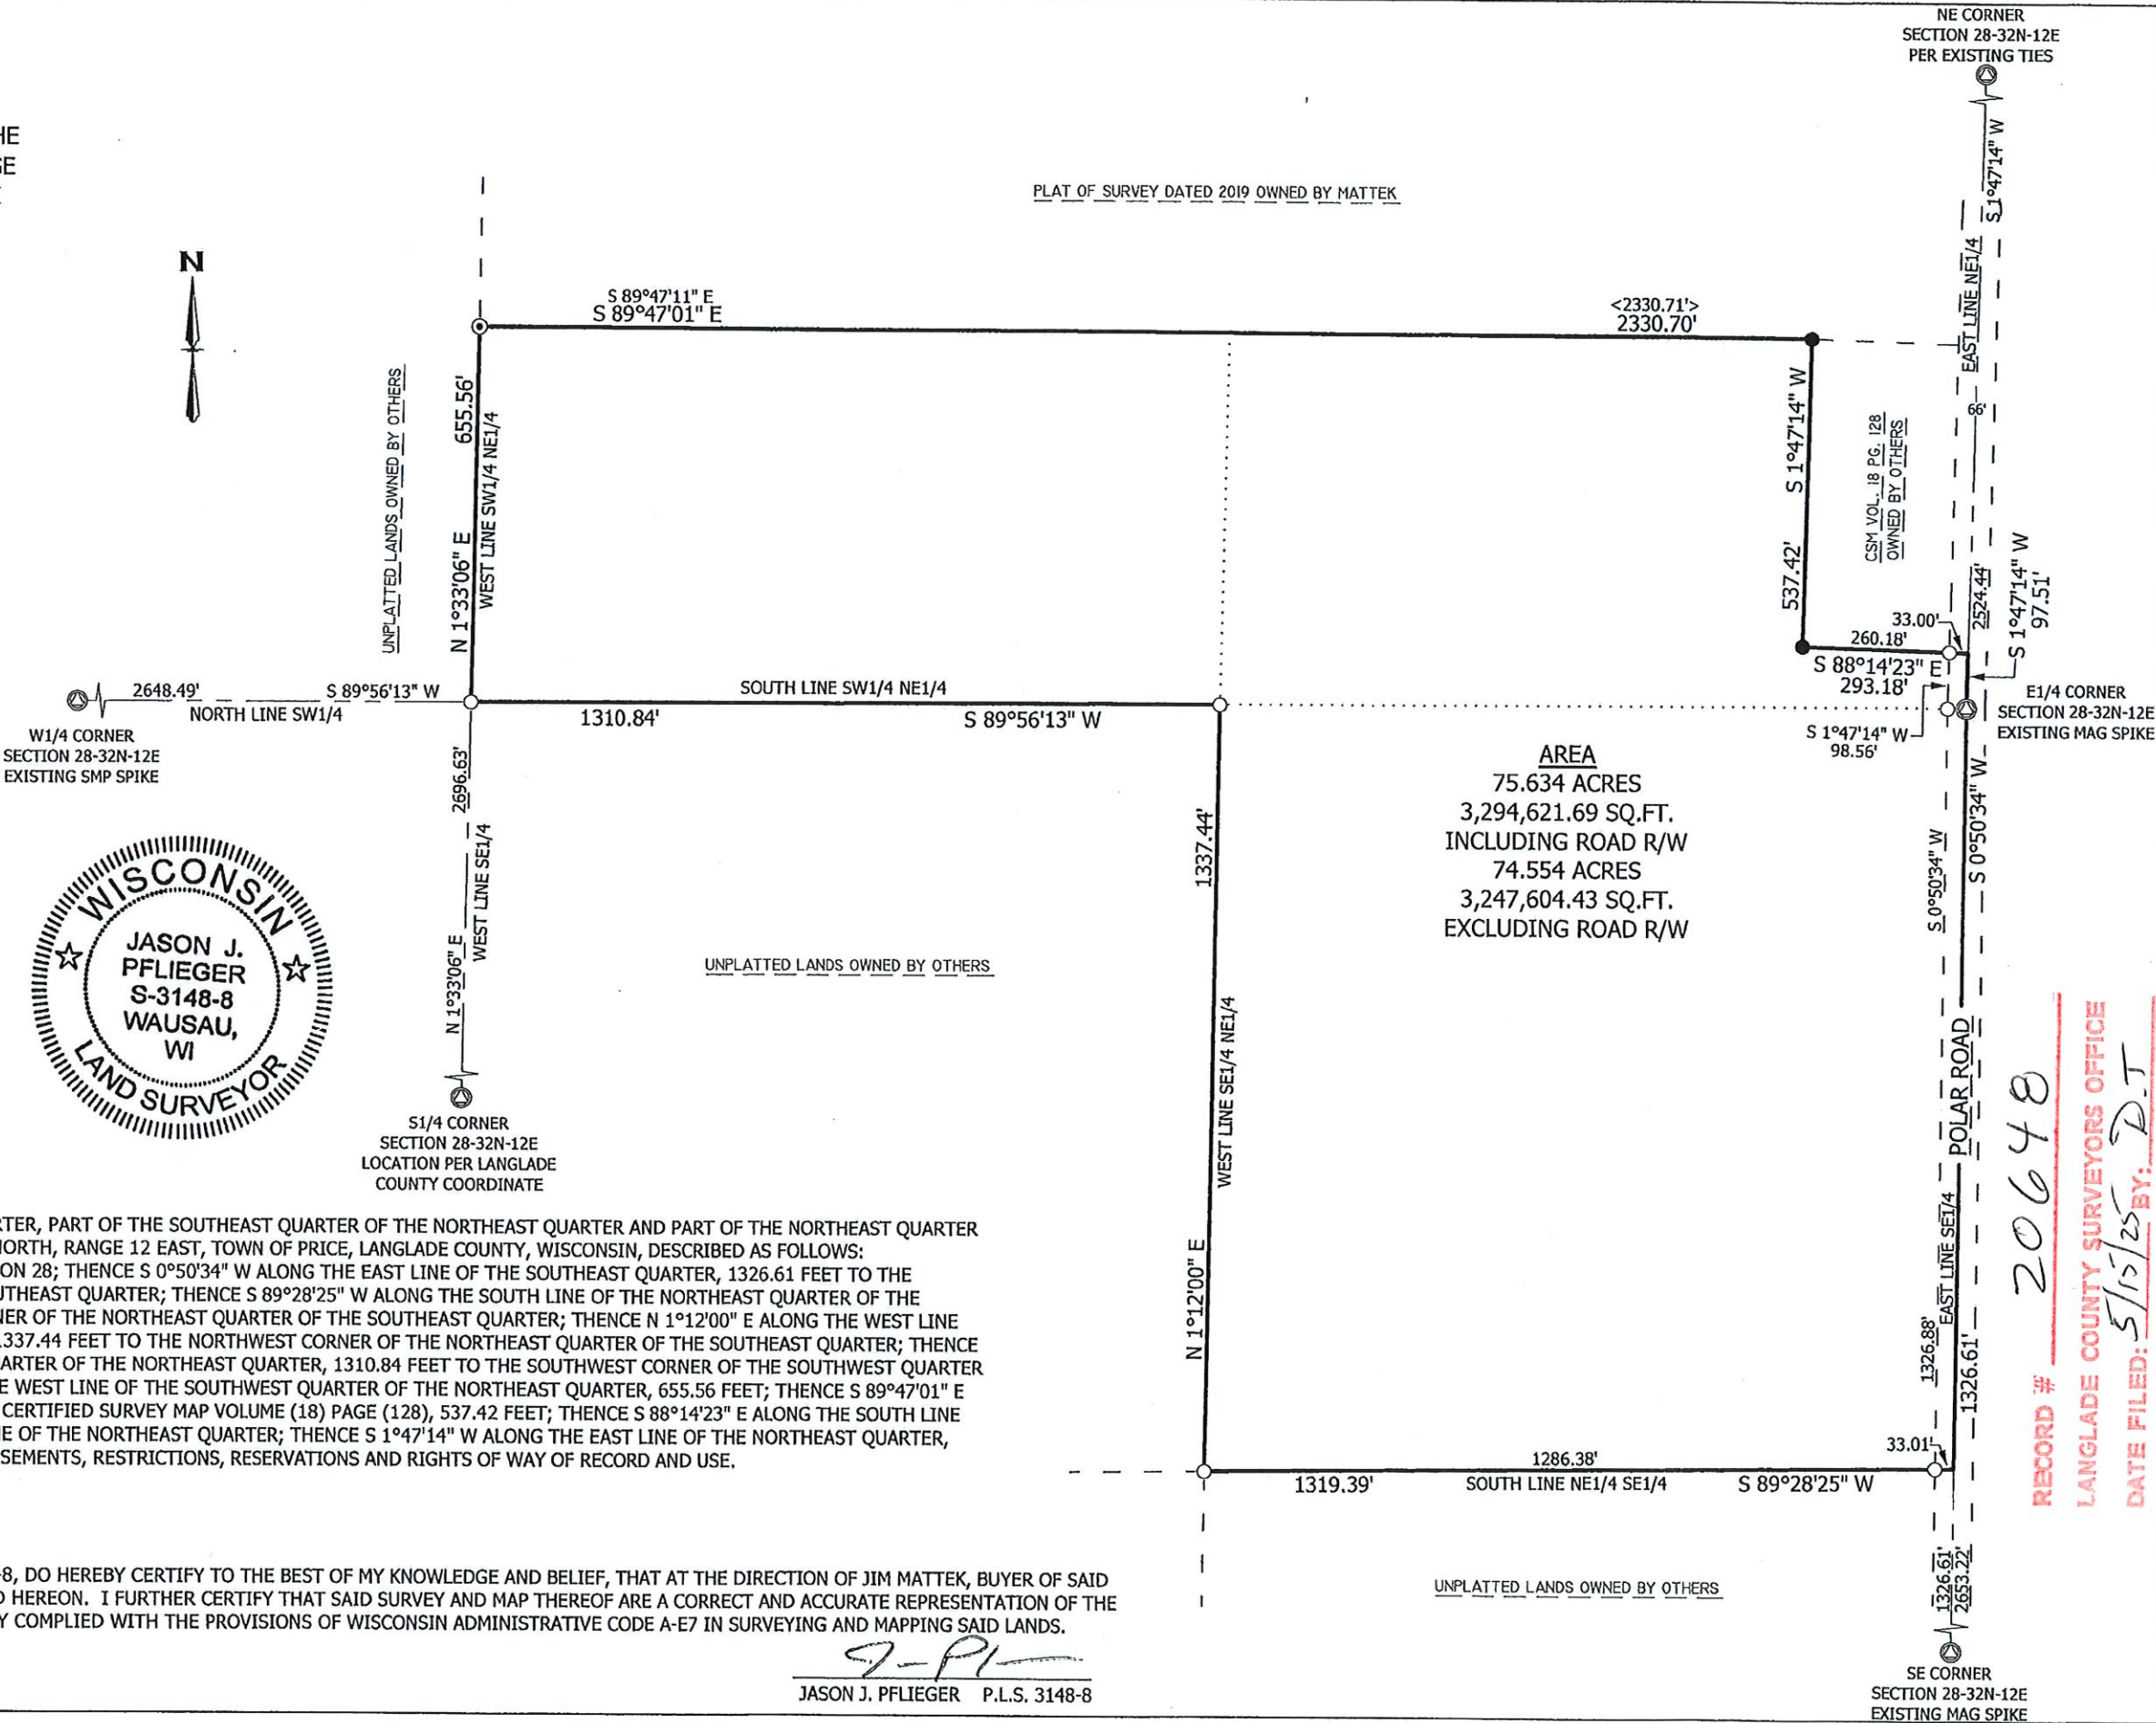 NE CORNER
SECTION 28-32N-12E
PER EXISTING TIES
HE
GE
S 1°47'14" W
PLAT OF SURVEY DATED 2019 OWNED BY MATTEK
N
EAST LINE NE1/4
S 89°47'11" E
S 89°47'01" E
<2330.71'>
2330.70'
66'
UNPLATTED LANDS OWNED BY OTHERS
655.56'
N 1°33'06" E
WEST LINE SW1/4 NE1/4
S 1°47'14" W
537.42'
CSM VOL. 18 PG. 128
OWNED BY OTHERS
2524.44'
S 1°47'14" W
97.51'
33.00'
260.18'
S 88°14'23" E
293.18'
2648.49'
S 89°56'13" W
NORTH LINE SW1/4
W1/4 CORNER
SECTION 28-32N-12E
EXISTING SMP SPIKE
SOUTH LINE SW1/4 NE1/4
1310.84'
S 89°56'13" W
E1/4 CORNER
SECTION 28-32N-12E
EXISTING MAG SPIKE
S 1°47'14" W
98.56'
AREA
75.634 ACRES
3,294,621.69 SQ.FT.
INCLUDING ROAD R/W
74.554 ACRES
3,247,604.43 SQ.FT.
EXCLUDING ROAD R/W
2696.63'
WEST LINE SE1/4
N 1°33'06" E
1337.44'
WEST LINE SE1/4 NE1/4
N 1°12'00" E
S 0°50'34" W
S 0°50'34" W
WISCONSIN
JASON J.
PFLIEGER
S-3148-8
WAUSAU,
WI
LAND SURVEYOR
UNPLATTED LANDS OWNED BY OTHERS
S1/4 CORNER
SECTION 28-32N-12E
LOCATION PER LANGLADE
COUNTY COORDINATE
POLAR ROAD
EAST LINE SE1/4
1326.88'
1326.61'
RECORD # 20648
LANGLADE COUNTY SURVEYORS OFFICE
DATE FILED: 5/15/25 BY: D.J
RTER, PART OF THE SOUTHEAST QUARTER OF THE NORTHEAST QUARTER AND PART OF THE NORTHEAST QUARTER
NORTH, RANGE 12 EAST, TOWN OF PRICE, LANGLADE COUNTY, WISCONSIN, DESCRIBED AS FOLLOWS:
ON 28; THENCE S 0°50'34" W ALONG THE EAST LINE OF THE SOUTHEAST QUARTER, 1326.61 FEET TO THE
UTHEAST QUARTER; THENCE S 89°28'25" W ALONG THE SOUTH LINE OF THE NORTHEAST QUARTER OF THE
NER OF THE NORTHEAST QUARTER OF THE SOUTHEAST QUARTER; THENCE N 1°12'00" E ALONG THE WEST LINE
1337.44 FEET TO THE NORTHWEST CORNER OF THE NORTHEAST QUARTER OF THE SOUTHEAST QUARTER; THENCE
ARTER OF THE NORTHEAST QUARTER, 1310.84 FEET TO THE SOUTHWEST CORNER OF THE SOUTHWEST QUARTER
E WEST LINE OF THE SOUTHWEST QUARTER OF THE NORTHEAST QUARTER, 655.56 FEET; THENCE S 89°47'01" E
CERTIFIED SURVEY MAP VOLUME (18) PAGE (128), 537.42 FEET; THENCE S 88°14'23" E ALONG THE SOUTH LINE
E OF THE NORTHEAST QUARTER; THENCE S 1°47'14" W ALONG THE EAST LINE OF THE NORTHEAST QUARTER,
SEMENTS, RESTRICTIONS, RESERVATIONS AND RIGHTS OF WAY OF RECORD AND USE.
33.01'
1286.38'
1319.39'
SOUTH LINE NE1/4 SE1/4
S 89°28'25" W
1326.61'
2653.22'
UNPLATTED LANDS OWNED BY OTHERS
-8, DO HEREBY CERTIFY TO THE BEST OF MY KNOWLEDGE AND BELIEF, THAT AT THE DIRECTION OF JIM MATTEK, BUYER OF SAID
D HEREON. I FURTHER CERTIFY THAT SAID SURVEY AND MAP THEREOF ARE A CORRECT AND ACCURATE REPRESENTATION OF THE
Y COMPLIED WITH THE PROVISIONS OF WISCONSIN ADMINISTRATIVE CODE A-E7 IN SURVEYING AND MAPPING SAID LANDS.
JASON J. PFLIEGER P.L.S. 3148-8
SE CORNER
SECTION 28-32N-12E
EXISTING MAG SPIKE